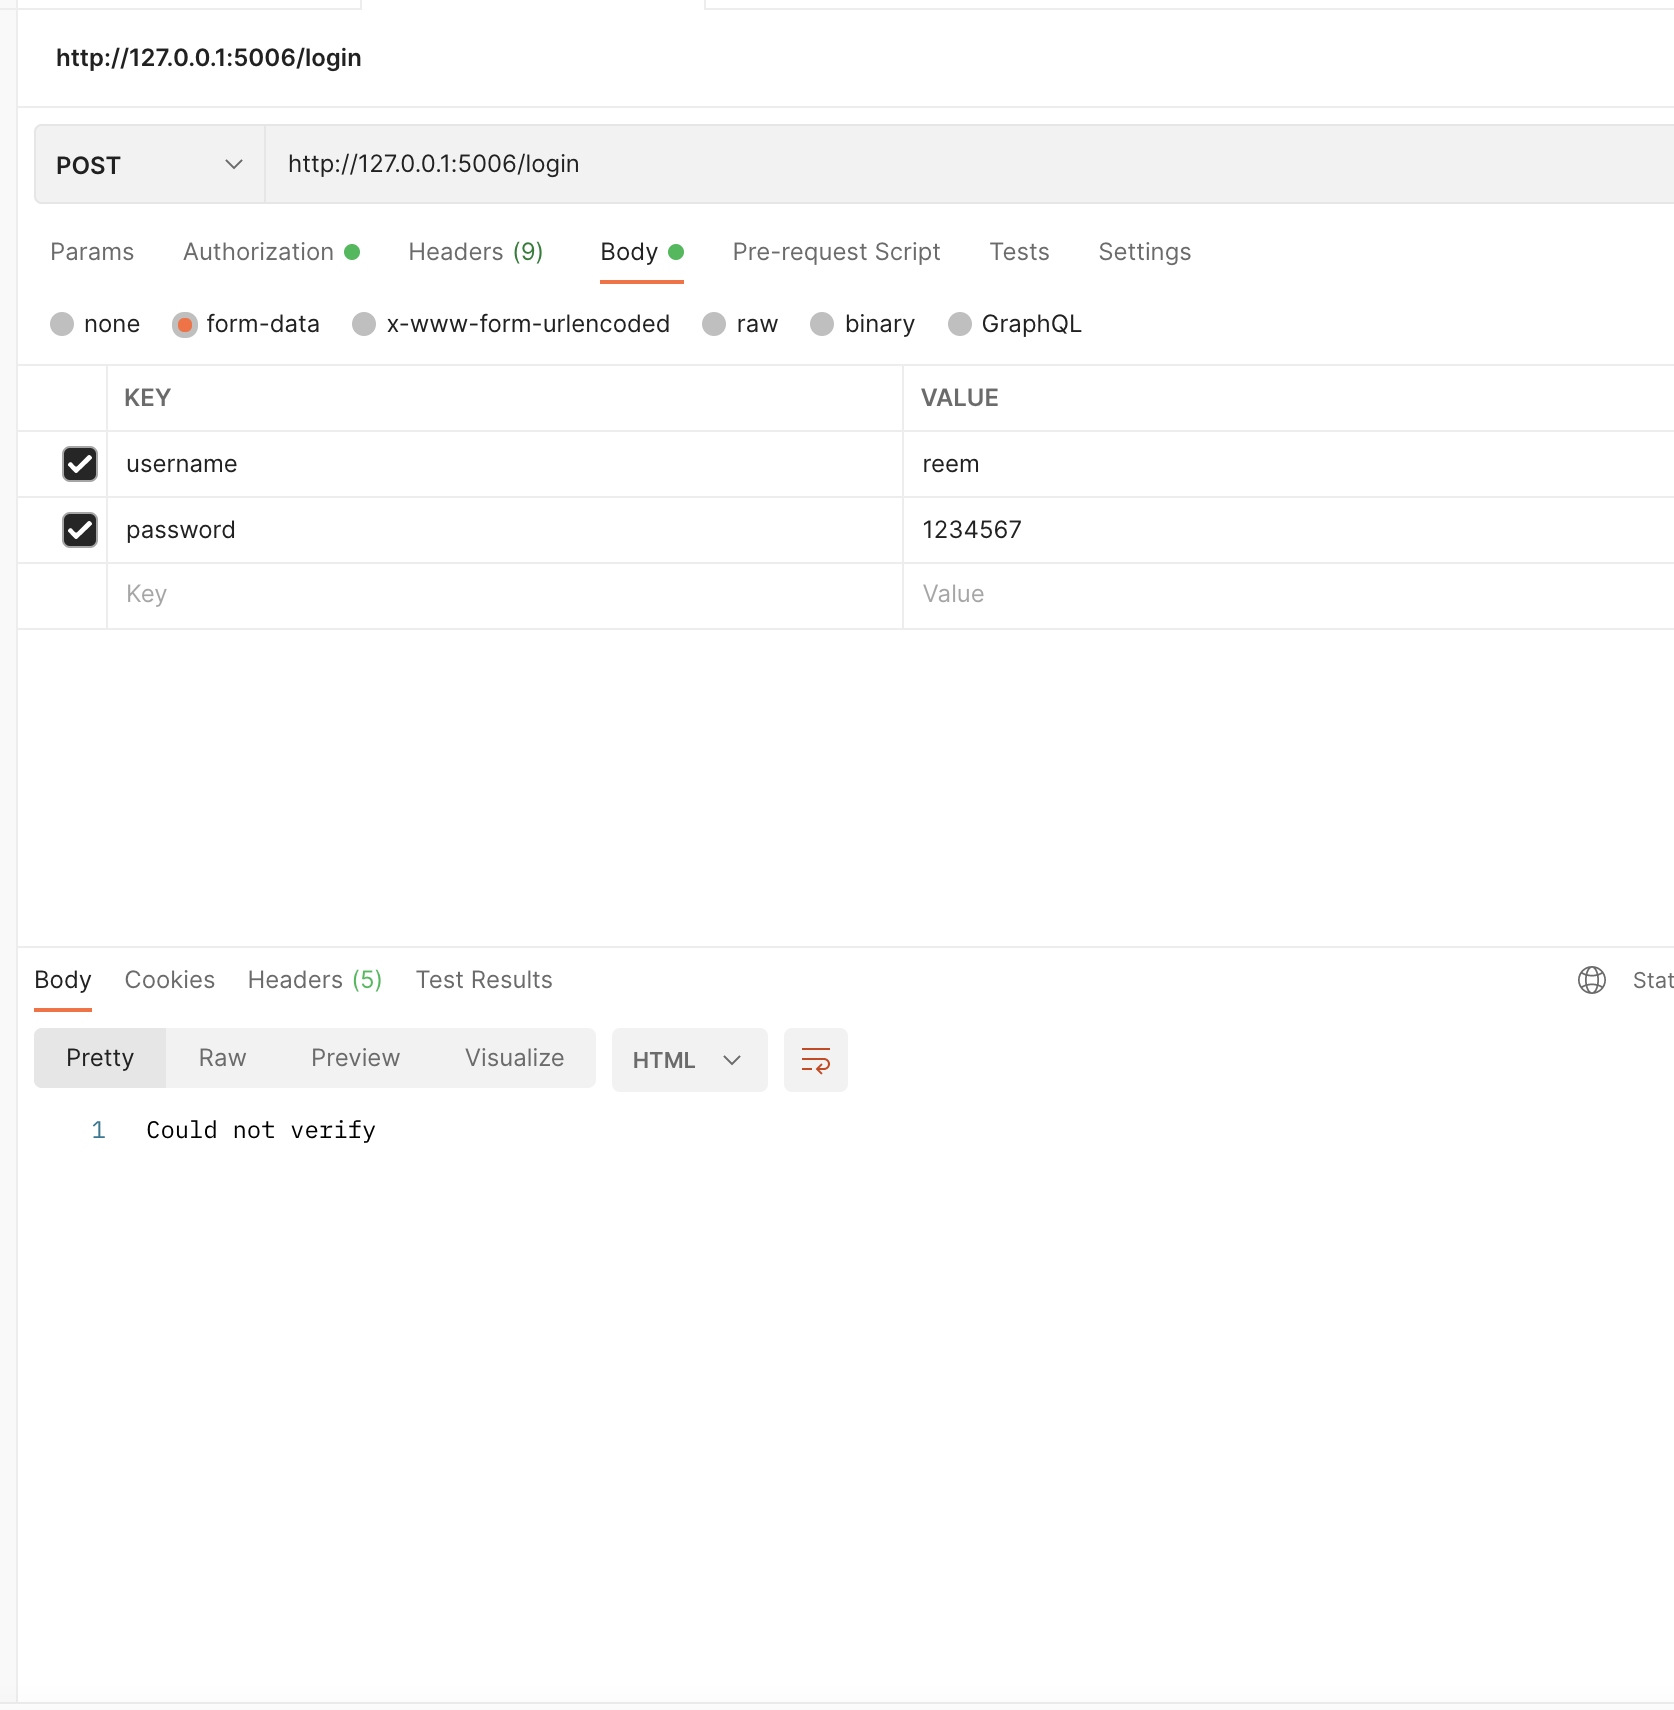 http://127.0.0.1:5006/login
POST http://127.0.0.1:5006/login
Params Authorization Headers (9) Body Pre-request Script Tests Settings
none form-data x-www-form-urlencoded raw binary GraphQL
KEY VALUE
username reem
password 1234567
Key Value
Body Cookies Headers (5) Test Results Stat
Pretty Raw Preview Visualize HTML
1 Could not verify